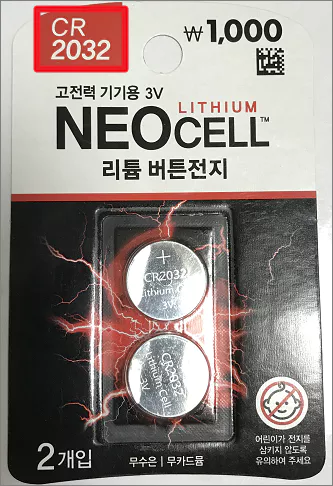 CR
2032
₩1,000
고전력 기기용 3V
LITHIUM
NEOCELL™
리튬 버튼전지
+
CR2032
Lithium C
3V
CR2032
Lithium Cell
3V
어린이가 전지를
삼키지 않도록
유의하여 주세요
2개입
무수은 | 무카드뮴